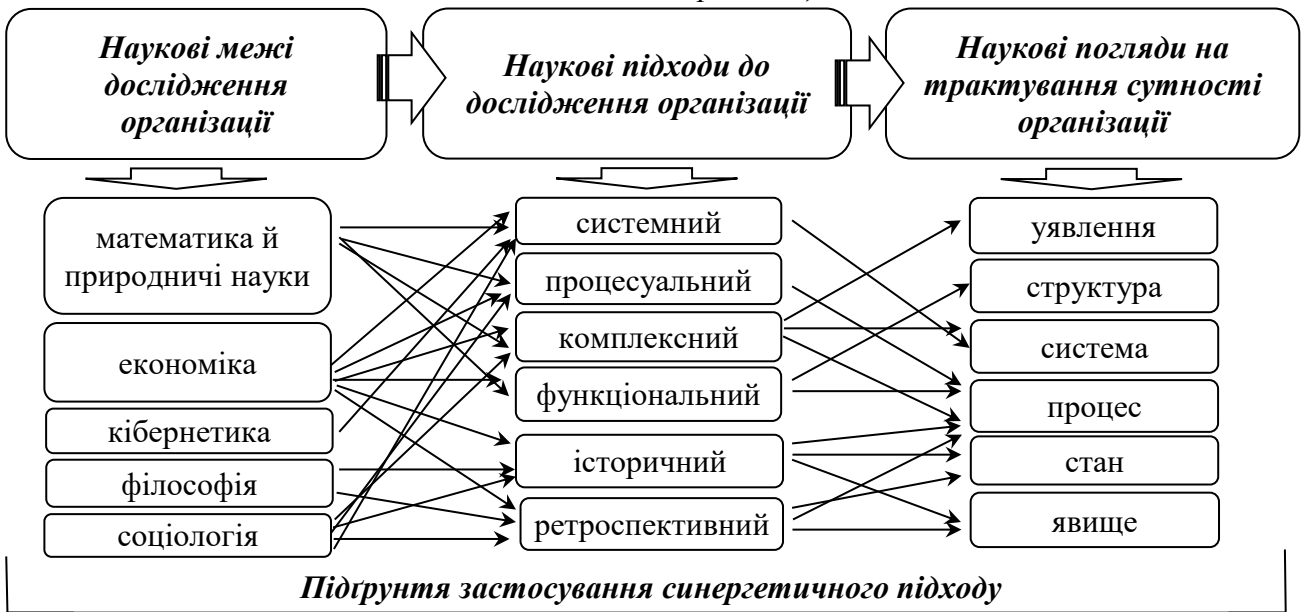 Наукові межі
дослідження
організації
Наукові підходи до
дослідження організації
Наукові погляди на
трактування сутності
організації
математика й
природничі науки
економіка
кібернетика
філософія
соціологія
системний
процесуальний
комплексний
функціональний
історичний
ретроспективний
уявлення
структура
система
процес
стан
явище
Підґрунтя застосування синергетичного підходу